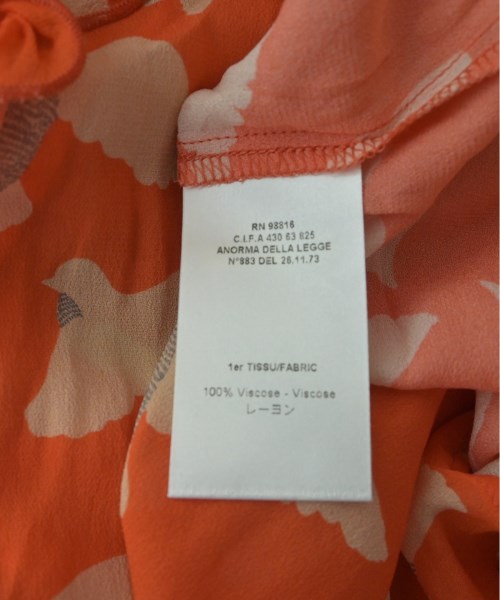 RN 98815
C.I.F.A 430 63 825
ANORMA DELLA LEGGE
N°883 DEL 26.11.73
1er TISSU/FABRIC
100% Viscose - Viscose
レーヨン